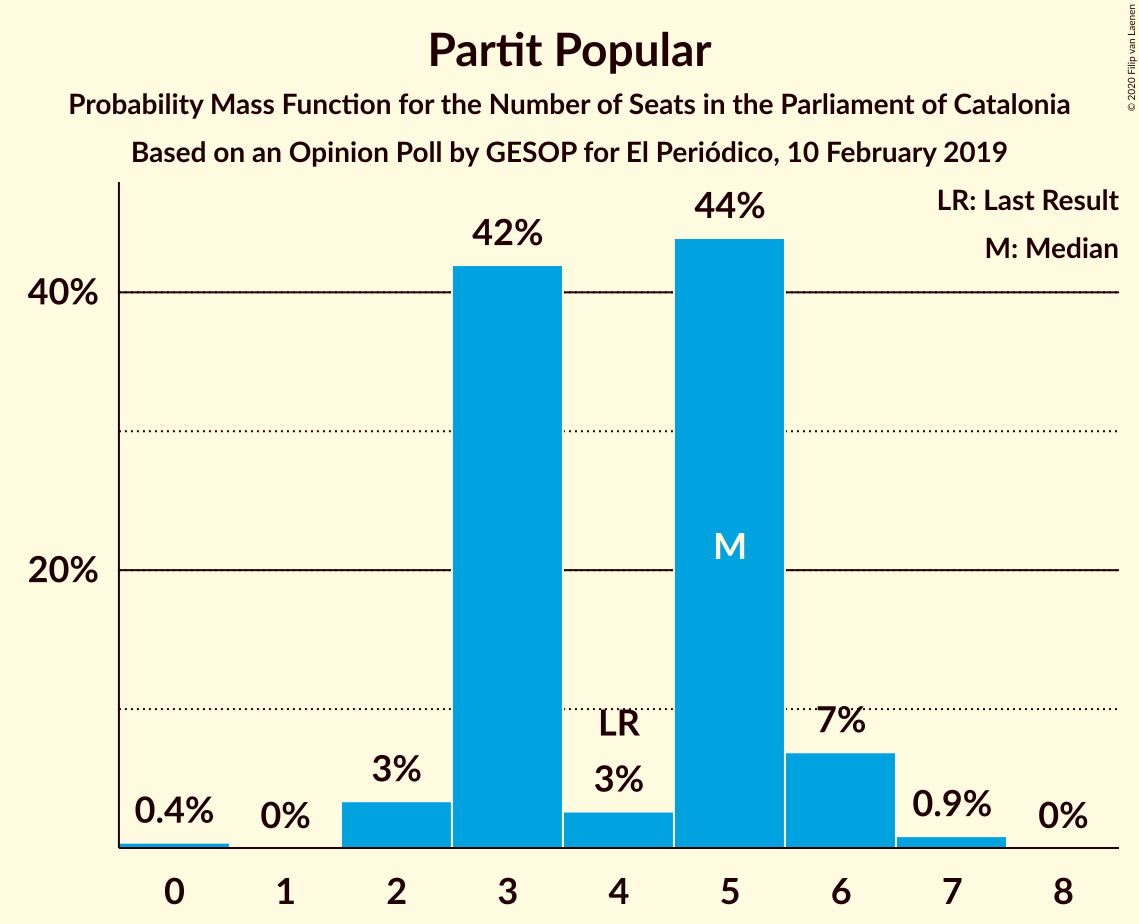 Partit Popular
Probability Mass Function for the Number of Seats in the Parliament of Catalonia
Based on an Opinion Poll by GESOP for El Periódico, 10 February 2019
© 2020 Filip van Laenen
LR: Last Result
M: Median
40%
20%
0.4%
0%
3%
42%
LR
3%
44%
M
7%
0.9%
0%
0 1 2 3 4 5 6 7 8